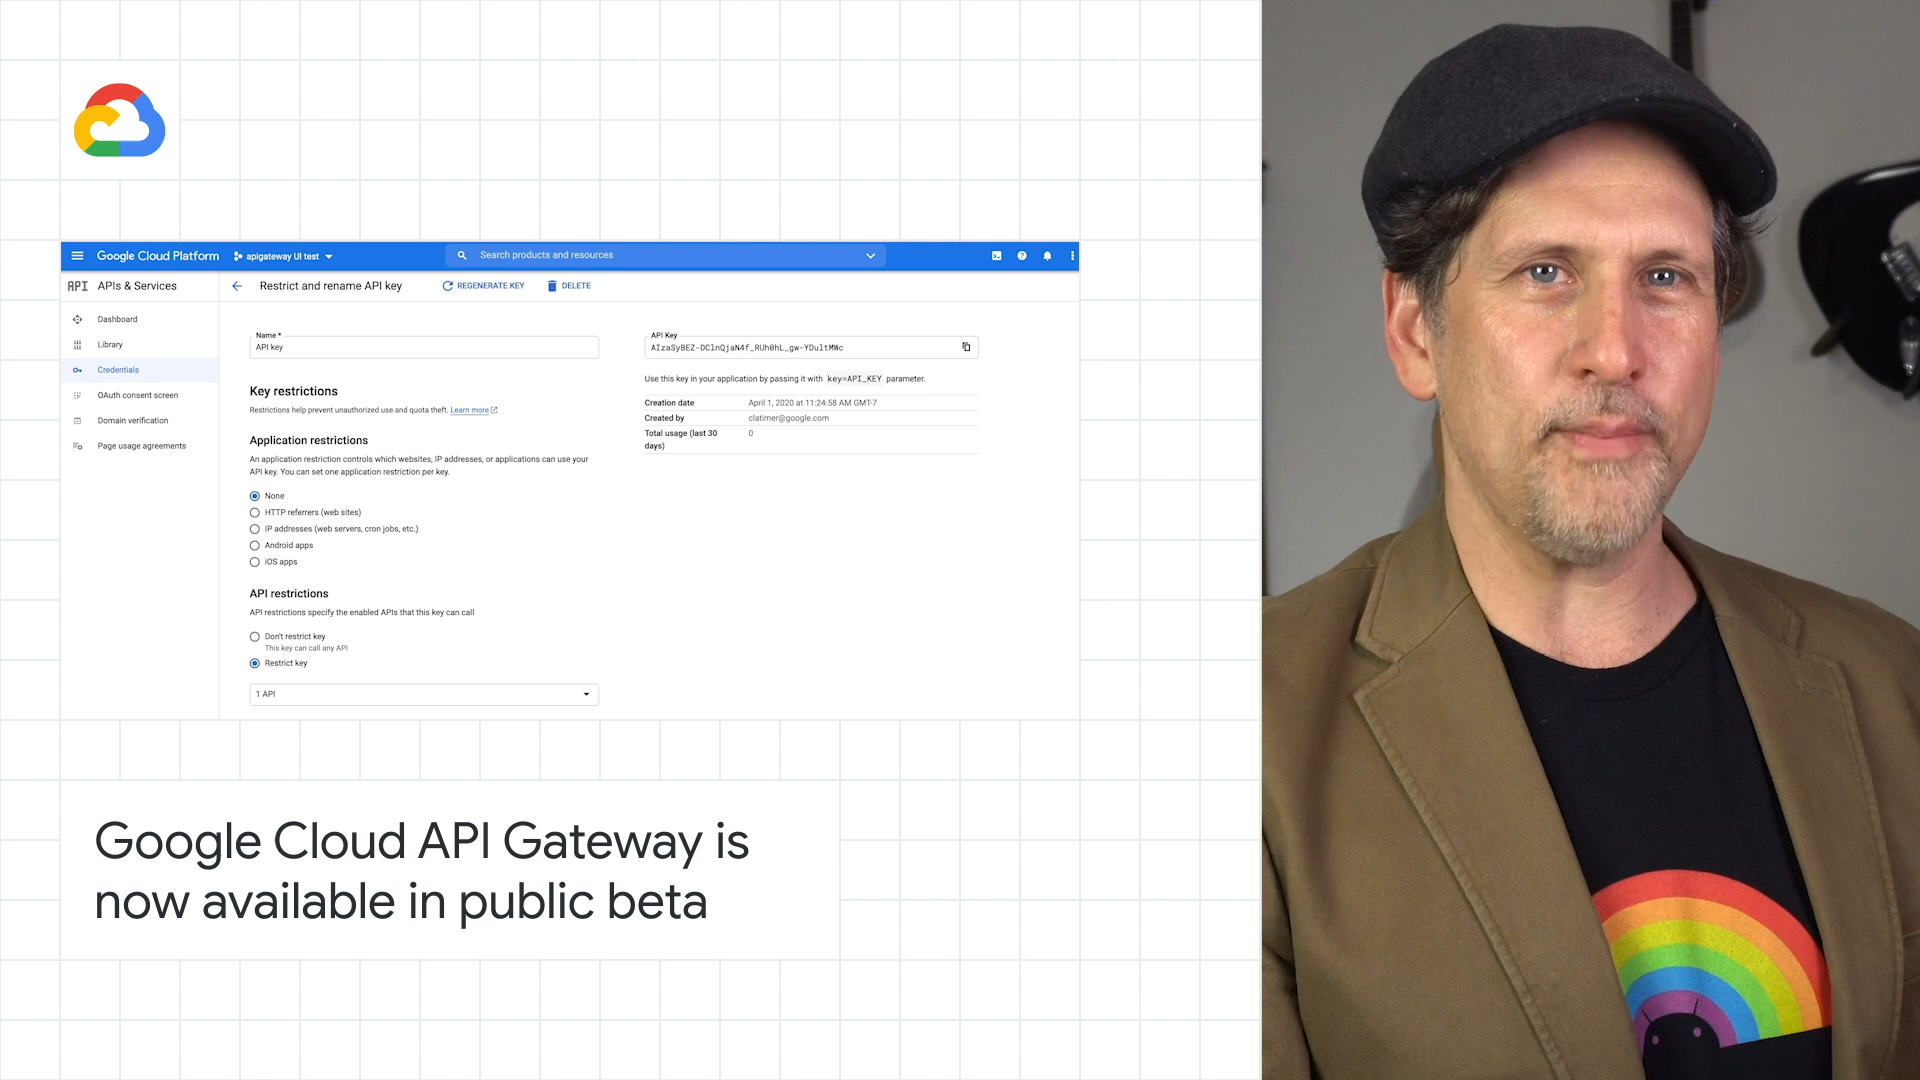 Google Cloud Platform
apigateway UI test
Search products and resources
API APIs & Services
Restrict and rename API key
REGENERATE KEY
DELETE
Dashboard
Library
Credentials
OAuth consent screen
Domain verification
Page usage agreements
Name *
API key
Key restrictions
Restrictions help prevent unauthorized use and quota theft. Learn more
Application restrictions
An application restriction controls which websites, IP addresses, or applications can use your
API key. You can set one application restriction per key.
None
HTTP referrers (web sites)
IP addresses (web servers, cron jobs, etc.)
Android apps
iOS apps
API restrictions
API restrictions specify the enabled APIs that this key can call
Don't restrict key
This key can call any API
Restrict key
1 API
API Key
AIzaSyBEZ-DClnQjaN4f_RUh0hL_gw-YDultMWc
Use this key in your application by passing it with key=API_KEY parameter.
Creation date April 1, 2020 at 11:24:58 AM GMT-7
Created by clatimer@google.com
Total usage (last 30 0
days)
Google Cloud API Gateway is
now available in public beta